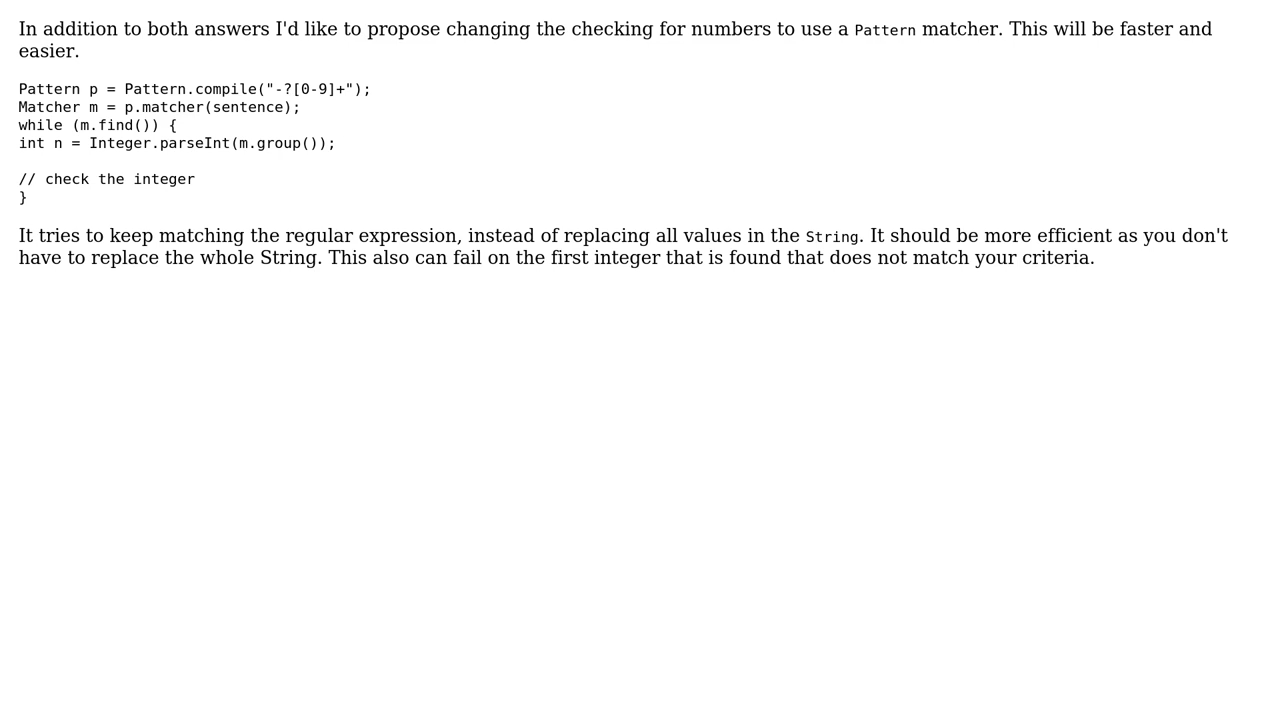 In addition to both answers I'd like to propose changing the checking for numbers to use a Pattern matcher. This will be faster and
easier.
Pattern p = Pattern.compile("-?[0-9]+");
Matcher m = p.matcher(sentence);
while (m.find()) {
int n = Integer.parseInt(m.group());
// check the integer
}
It tries to keep matching the regular expression, instead of replacing all values in the String. It should be more efficient as you don't
have to replace the whole String. This also can fail on the first integer that is found that does not match your criteria.